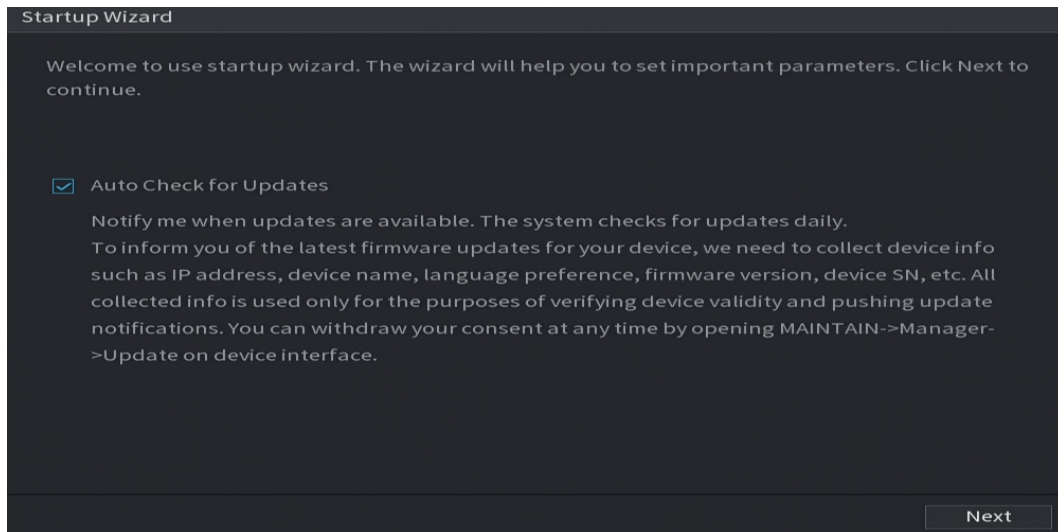 Startup Wizard
Welcome to use startup wizard. The wizard will help you to set important parameters. Click Next to
continue.
Auto Check for Updates
Notify me when updates are available. The system checks for updates daily.
To inform you of the latest firmware updates for your device, we need to collect device info
such as IP address, device name, language preference, firmware version, device SN, etc. All
collected info is used only for the purposes of verifying device validity and pushing update
notifications. You can withdraw your consent at any time by opening MAINTAIN->Manager-
>Update on device interface.
Next